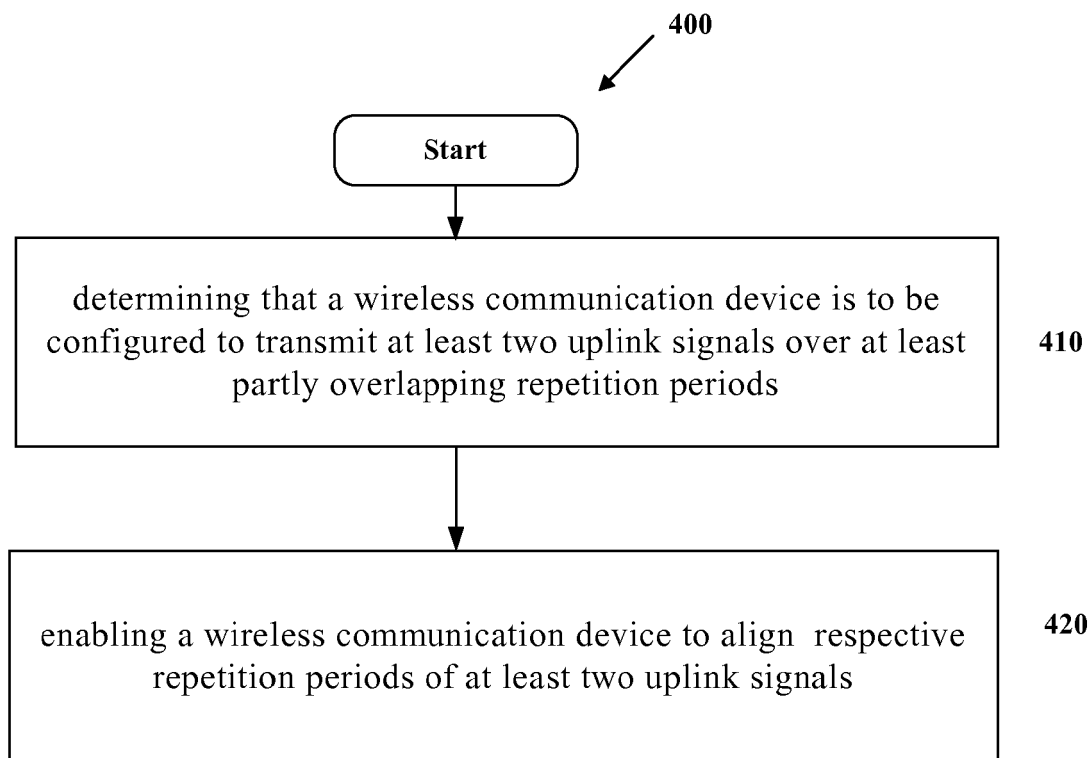 400
Start
determining that a wireless communication device is to be
configured to transmit at least two uplink signals over at least
partly overlapping repetition periods
410
enabling a wireless communication device to align respective
repetition periods of at least two uplink signals
420